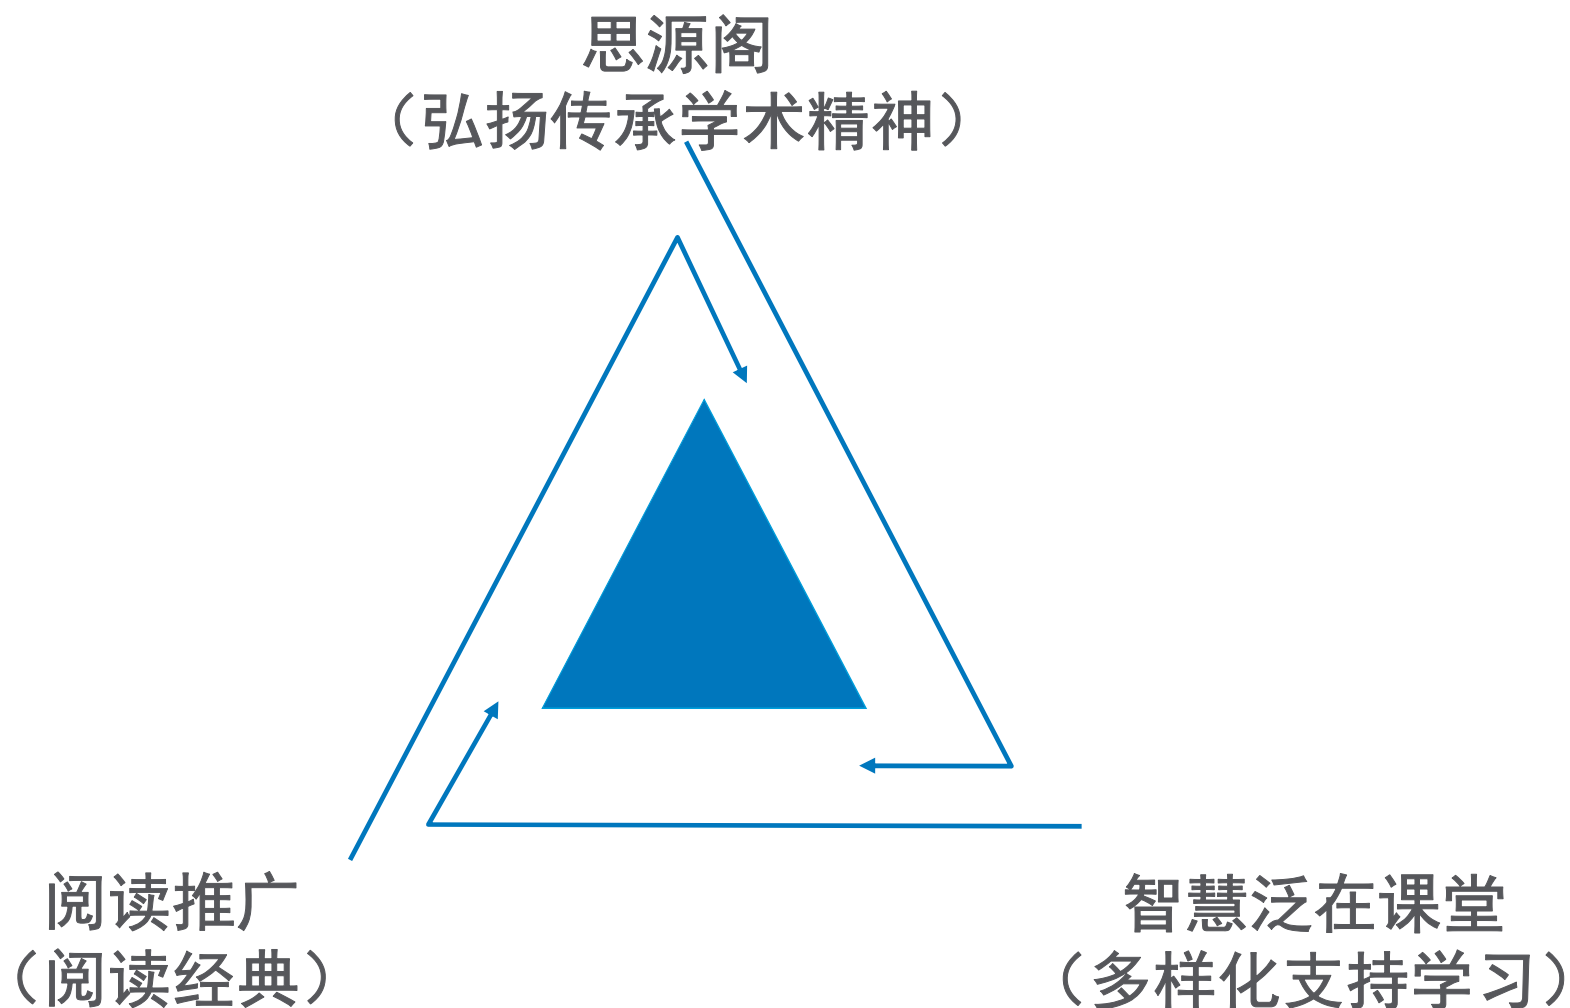 思源阁
（弘扬传承学术精神）
阅读推广
（阅读经典）
智慧泛在课堂
（多样化支持学习）